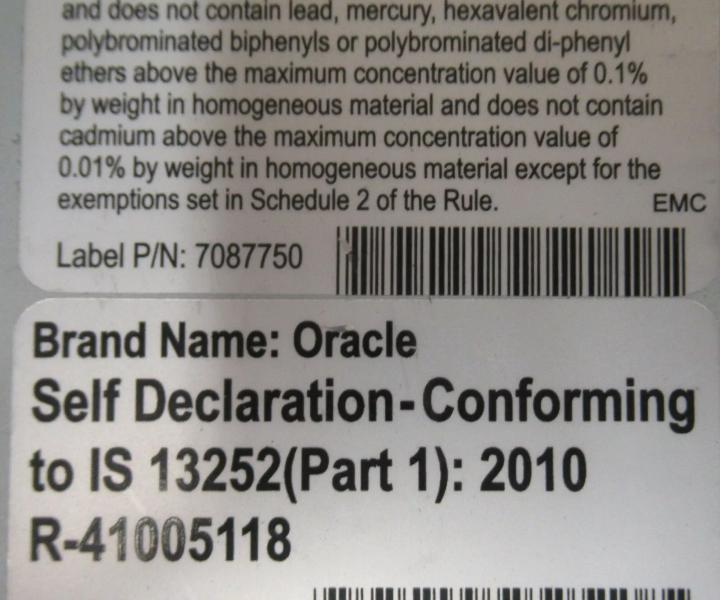 and does not contain lead, mercury, hexavalent chromium,
polybrominated biphenyls or polybrominated di-phenyl
ethers above the maximum concentration value of 0.1%
by weight in homogeneous material and does not contain
cadmium above the maximum concentration value of
0.01% by weight in homogeneous material except for the
exemptions set in Schedule 2 of the Rule.
EMC
Label P/N: 7087750
Brand Name: Oracle
Self Declaration-Conforming
to IS 13252(Part 1): 2010
R-41005118